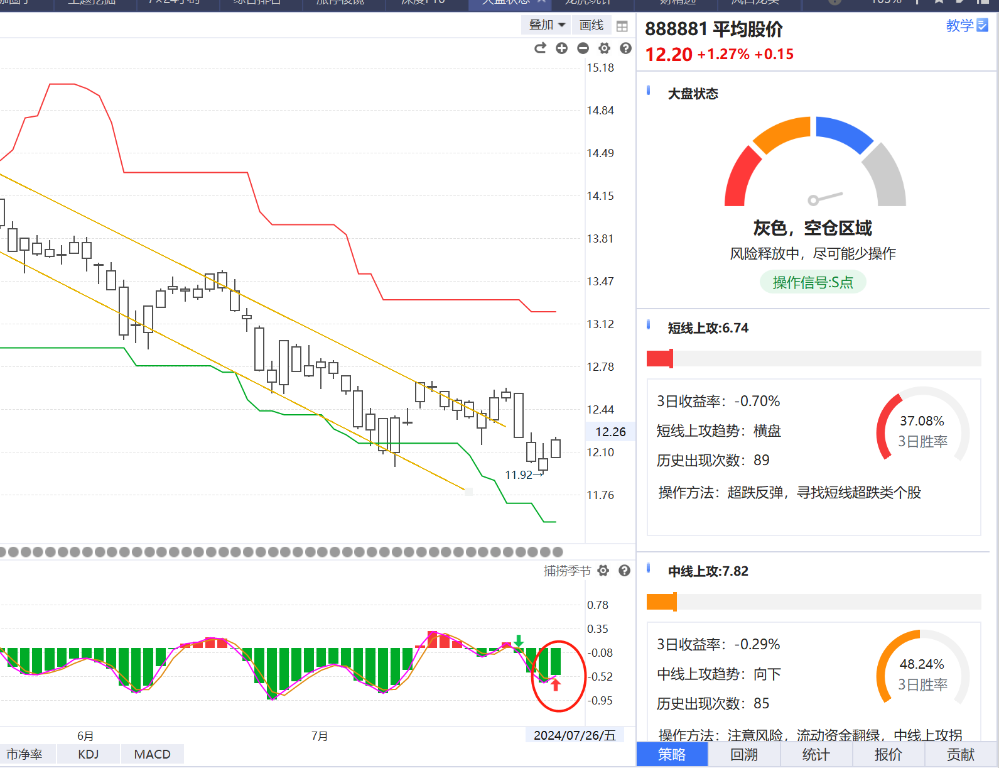 叠加
画线
15.18
14.84
14.49
14.15
13.81
13.47
13.12
12.78
12.44
12.26
12.10
11.76
11.92→
捕捞季节
0.78
0.35
-0.08
-0.52
-0.95
6月
7月
2024/07/26/五
市净率
KDJ
MACD
888881 平均股价
教学
12.20 +1.27% +0.15
大盘状态
灰色，空仓区域
风险释放中，尽可能少操作
操作信号:S点
短线上攻:6.74
3日收益率：-0.70%
短线上攻趋势：横盘
历史出现次数：89
37.08%
3日胜率
操作方法：超跌反弹，寻找短线超跌类个股
中线上攻:7.82
3日收益率：-0.29%
中线上攻趋势：向下
历史出现次数：85
48.24%
3日胜率
操作方法：注意风险，流动资金翻绿，中线上攻拐
策略
回溯
统计
报价
贡献